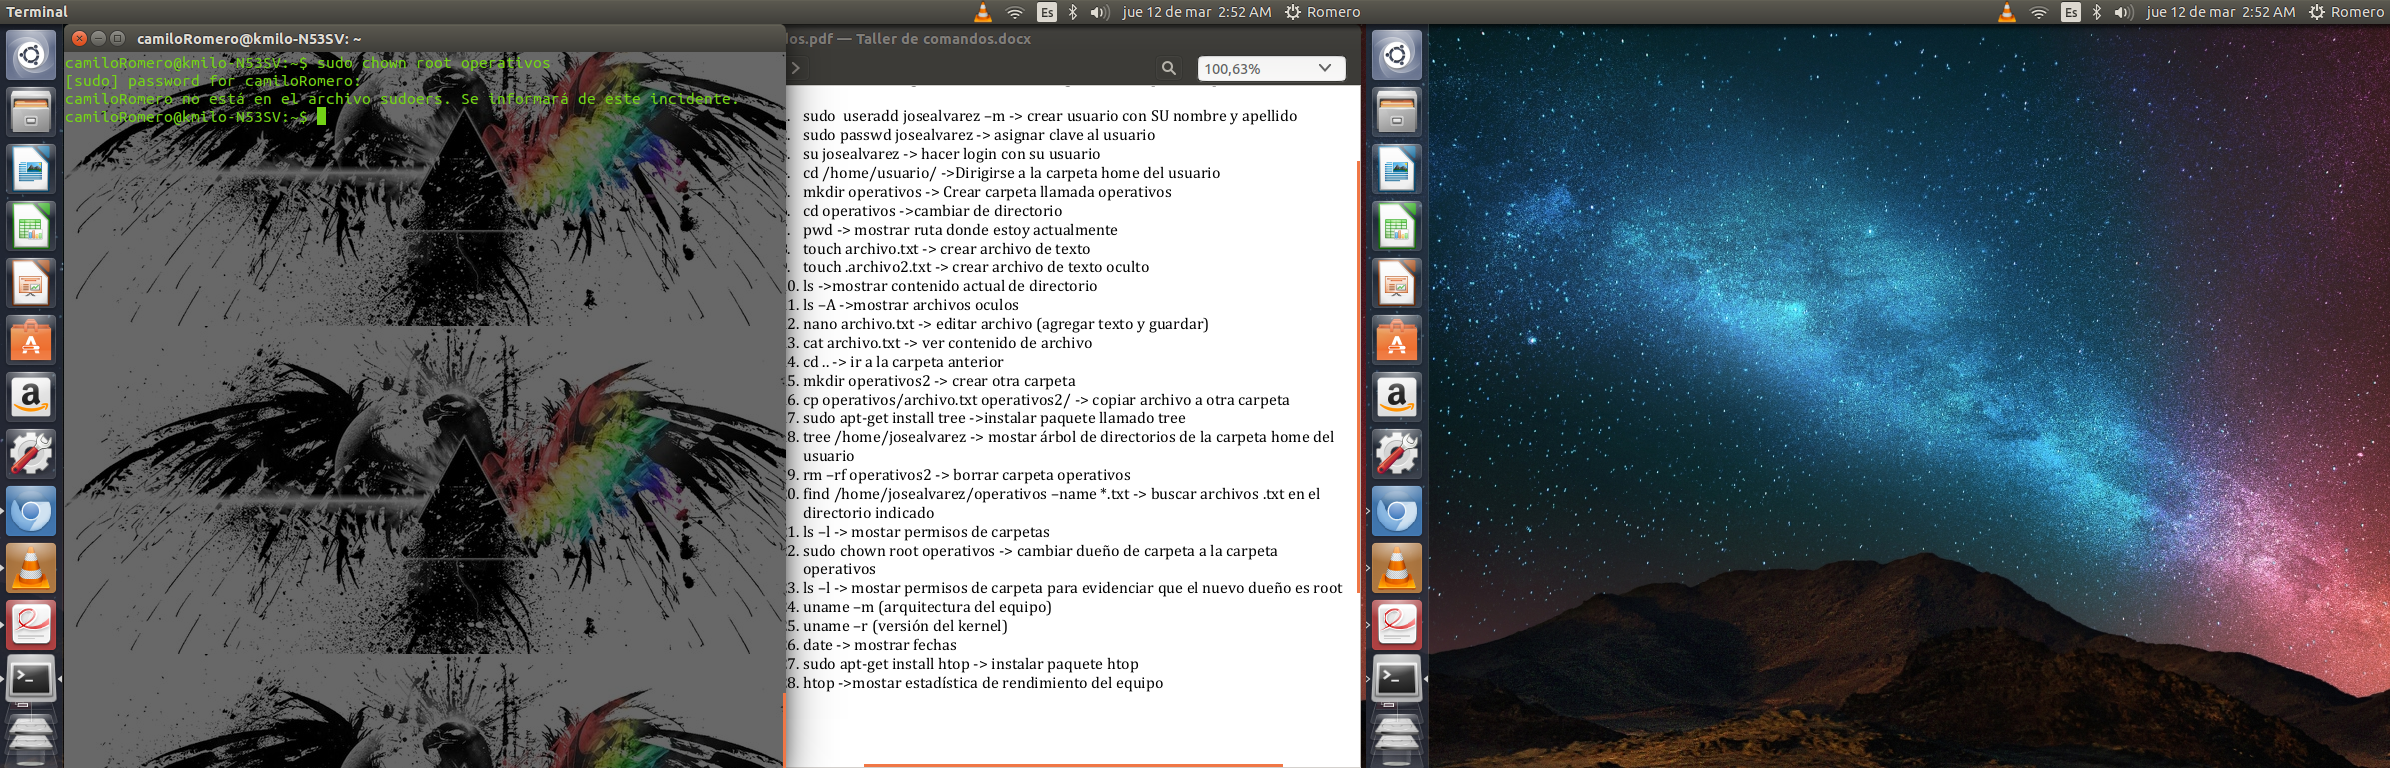 Terminal
Es
jue 12 de mar 2:52 AM
Romero
Es
jue 12 de mar 2:52 AM
Romero
camiloRomero@kmilo-N53SV: ~
camiloRomero@kmilo-N53SV:~$ sudo chown root operativos
[sudo] password for camiloRomero:
camiloRomero no está en el archivo sudoers. Se informará de este incidente.
camiloRomero@kmilo-N53SV:~$
os.pdf — Taller de comandos.docx
100,63%
. sudo useradd josealvarez –m -> crear usuario con SU nombre y apellido
. sudo passwd josealvarez -> asignar clave al usuario
. su josealvarez -> hacer login con su usuario
. cd /home/usuario/ ->Dirigirse a la carpeta home del usuario
mkdir operativos -> Crear carpeta llamada operativos
. cd operativos ->cambiar de directorio
. pwd -> mostrar ruta donde estoy actualmente
. touch archivo.txt -> crear archivo de texto
. touch .archivo2.txt -> crear archivo de texto oculto
0. ls ->mostrar contenido actual de directorio
1. ls –A ->mostrar archivos oculos
2. nano archivo.txt -> editar archivo (agregar texto y guardar)
3. cat archivo.txt -> ver contenido de archivo
4. cd .. -> ir a la carpeta anterior
5. mkdir operativos2 -> crear otra carpeta
6. cp operativos/archivo.txt operativos2/ -> copiar archivo a otra carpeta
7. sudo apt-get install tree ->instalar paquete llamado tree
8. tree /home/josealvarez -> mostar árbol de directorios de la carpeta home del
usuario
9. rm –rf operativos2 -> borrar carpeta operativos
0. find /home/josealvarez/operativos –name *.txt -> buscar archivos .txt en el
directorio indicado
1. ls –l -> mostar permisos de carpetas
2. sudo chown root operativos -> cambiar dueño de carpeta a la carpeta
operativos
3. ls –l -> mostar permisos de carpeta para evidenciar que el nuevo dueño es root
4. uname –m (arquitectura del equipo)
5. uname –r (versión del kernel)
6. date -> mostrar fechas
7. sudo apt-get install htop -> instalar paquete htop
8. htop ->mostar estadística de rendimiento del equipo